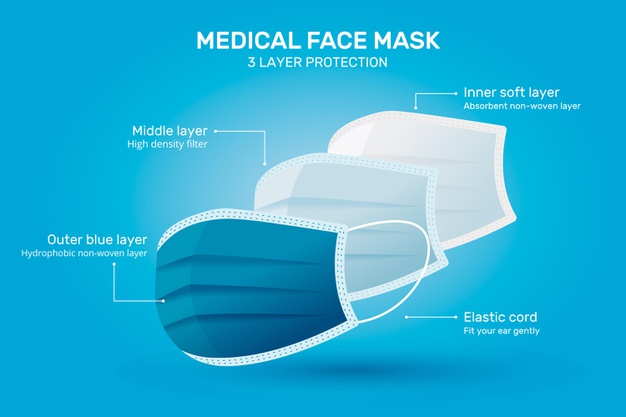 MEDICAL FACE MASK
3 LAYER PROTECTION
Inner soft layer
Absorbent non-woven layer
Middle layer
High density filter
Outer blue layer
Hydrophobic non-woven layer
Elastic cord
Fit your ear gently